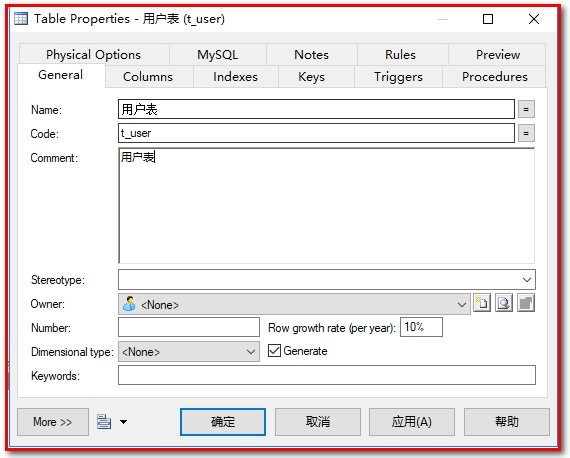 Table Properties - 用户表 (t_user)
Physical Options MySQL Notes Rules Preview
General Columns Indexes Keys Triggers Procedures
Name: 用户表 =
Code: t_user =
Comment: 用户表
Stereotype:
Owner: <None>
Number: Row growth rate (per year): 10%
Dimensional type: <None> Generate
Keywords:
More >> 确定 取消 应用(A) 帮助